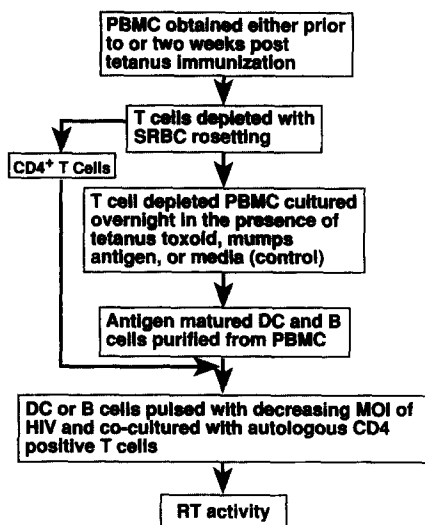 PBMC obtained either prior
to or two weeks post
tetanus immunization
T cells depleted with
SRBC rosetting
CD4+ T Cells
T cell depleted PBMC cultured
overnight in the presence of
tetanus toxoid, mumps
antigen, or media (control)
Antigen matured DC and B
cells purified from PBMC
DC or B cells pulsed with decreasing MOI of
HIV and co-cultured with autologous CD4
positive T cells
RT activity